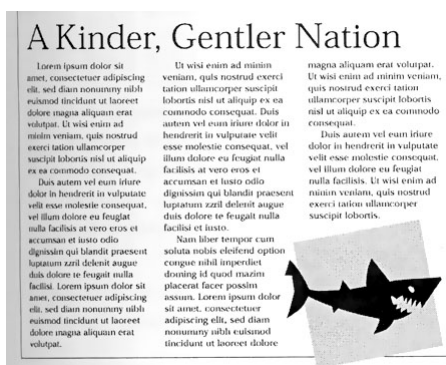 A Kinder, Gentler Nation
Lorem ipsum dolor sit
amet, consectetuer adipiscing
elit, sed diam nonummy nibh
euismod tincidunt ut laoreet
dolore magna aliquam erat
volutpat. Ut wisi enim ad
minim veniam, quis nostrud
exerci tation ullamcorper
suscipit lobortis nisl ut aliquip
ex ea commodo consequat.
Duis autem vel eum iriure
dolor in hendrerit in vulputate
velit esse molestie consequat,
vel illum dolore eu feugiat
nulla facilisis at vero eros et
accumsan et iusto odio
dignissim qui blandit praesent
luptatum zzril delenit augue
duis dolore te feugait nulla
facilisi. Lorem ipsum dolor sit
amet, consectetuer adipiscing
elit, sed diam nonummy nibh
euismod tincidunt ut laoreet
dolore magna aliquam erat
volutpat.
Ut wisi enim ad minim
veniam, quis nostrud exerci
tation ullamcorper suscipit
lobortis nisl ut aliquip ex ea
commodo consequat. Duis
autem vel eum iriure dolor in
hendrerit in vulputate velit
esse molestie consequat, vel
illum dolore eu feugiat nulla
facilisis at vero eros et
accumsan et iusto odio
dignissim qui blandit praesent
luptatum zzril delenit augue
duis dolore te feugait nulla
facilisi et iusto.
Nam liber tempor cum
soluta nobis eleifend option
congue nihil imperdiet
doming id quod mazim
placerat facer possim
assum. Lorem ipsum dolor
sit amet, consectetuer
adipiscing elit, sed diam
nonummy nibh euismod
tincidunt ut laoreet dolore
magna aliquam erat volutpat.
Ut wisi enim ad minim veniam,
quis nostrud exerci tation
ullamcorper suscipit lobortis
nisl ut aliquip ex ea commodo
consequat.
Duis autem vel eum iriure
dolor in hendrerit in vulputate
velit esse molestie consequat,
vel illum dolore eu feugiat
nulla facilisis. Ut wisi enim ad
minim veniam, quis nostrud
exerci tation ullamcorper
suscipit lobortis.